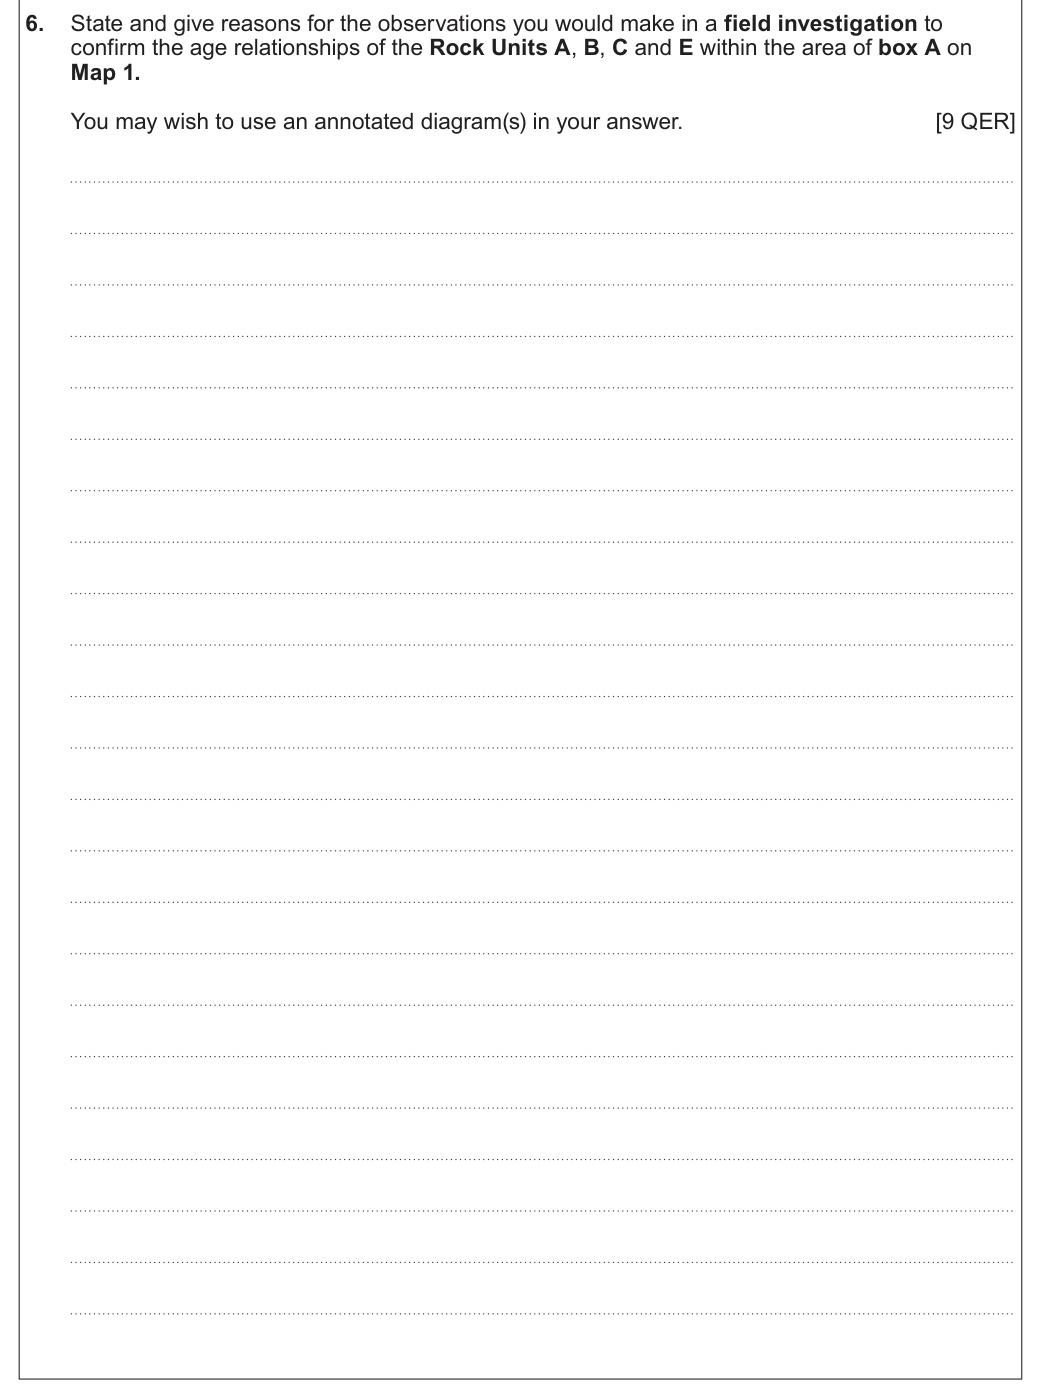 6. State and give reasons for the observations you would make in a field investigation to
confirm the age relationships of the Rock Units A, B, C and E within the area of box A on
Map 1.
You may wish to use an annotated diagram(s) in your answer. [9 QER]